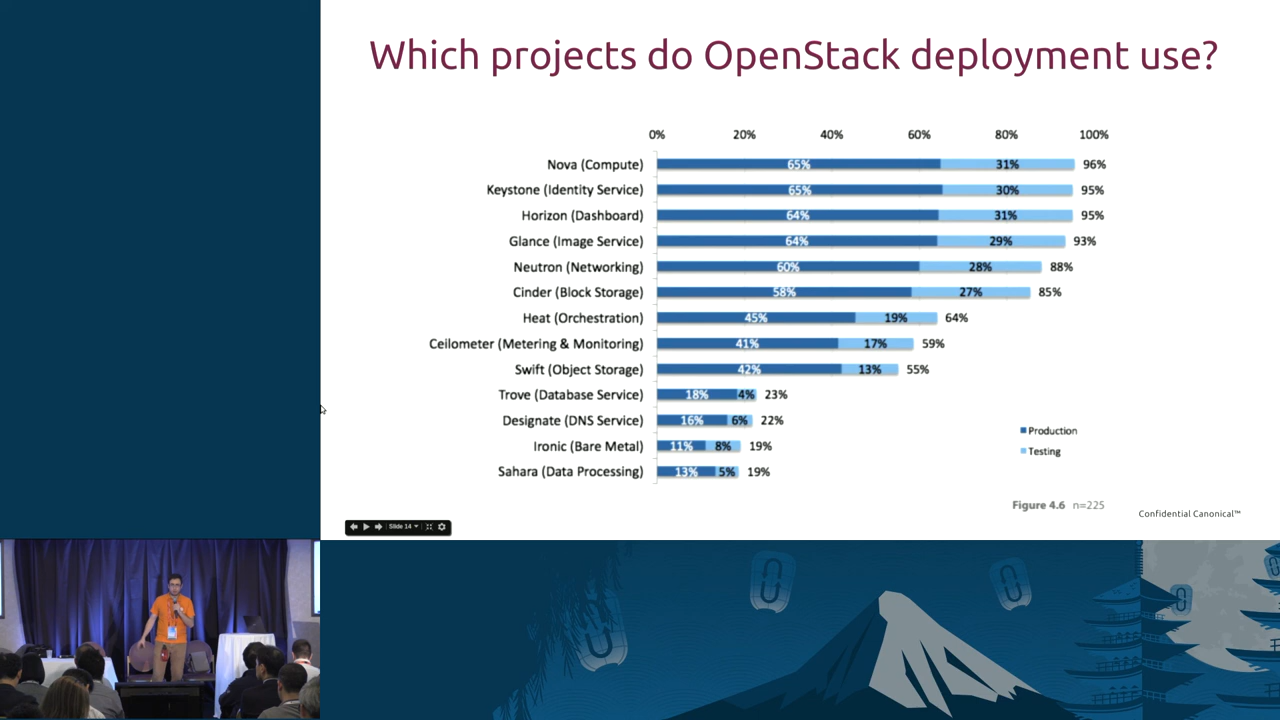 Which projects do OpenStack deployment use?
0% 20% 40% 60% 80% 100%
Nova (Compute) 65% 31% 96%
Keystone (Identity Service) 65% 30% 95%
Horizon (Dashboard) 64% 31% 95%
Glance (Image Service) 64% 29% 93%
Neutron (Networking) 60% 28% 88%
Cinder (Block Storage) 58% 27% 85%
Heat (Orchestration) 45% 19% 64%
Ceilometer (Metering & Monitoring) 41% 17% 59%
Swift (Object Storage) 42% 13% 55%
Trove (Database Service) 18% 4% 23%
Designate (DNS Service) 16% 6% 22%
Ironic (Bare Metal) 11% 8% 19%
Sahara (Data Processing) 13% 5% 19%
Production
Testing
Figure 4.6 n=225
Confidential Canonical™
Slide 14